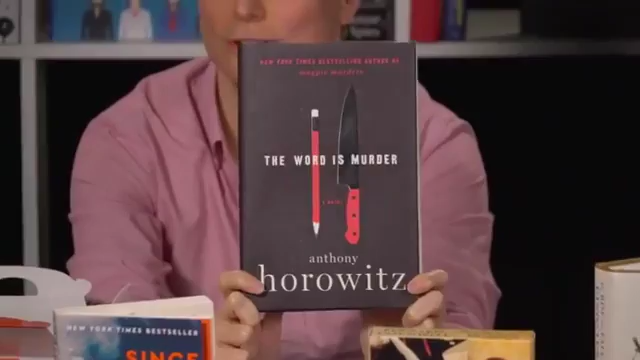 NEW YORK TIMES BESTSELLING AUTHOR OF
magpie murders
THE WORD IS MURDER
a novel
anthony
horowitz
NEW YORK TIMES BESTSELLER
SINCE